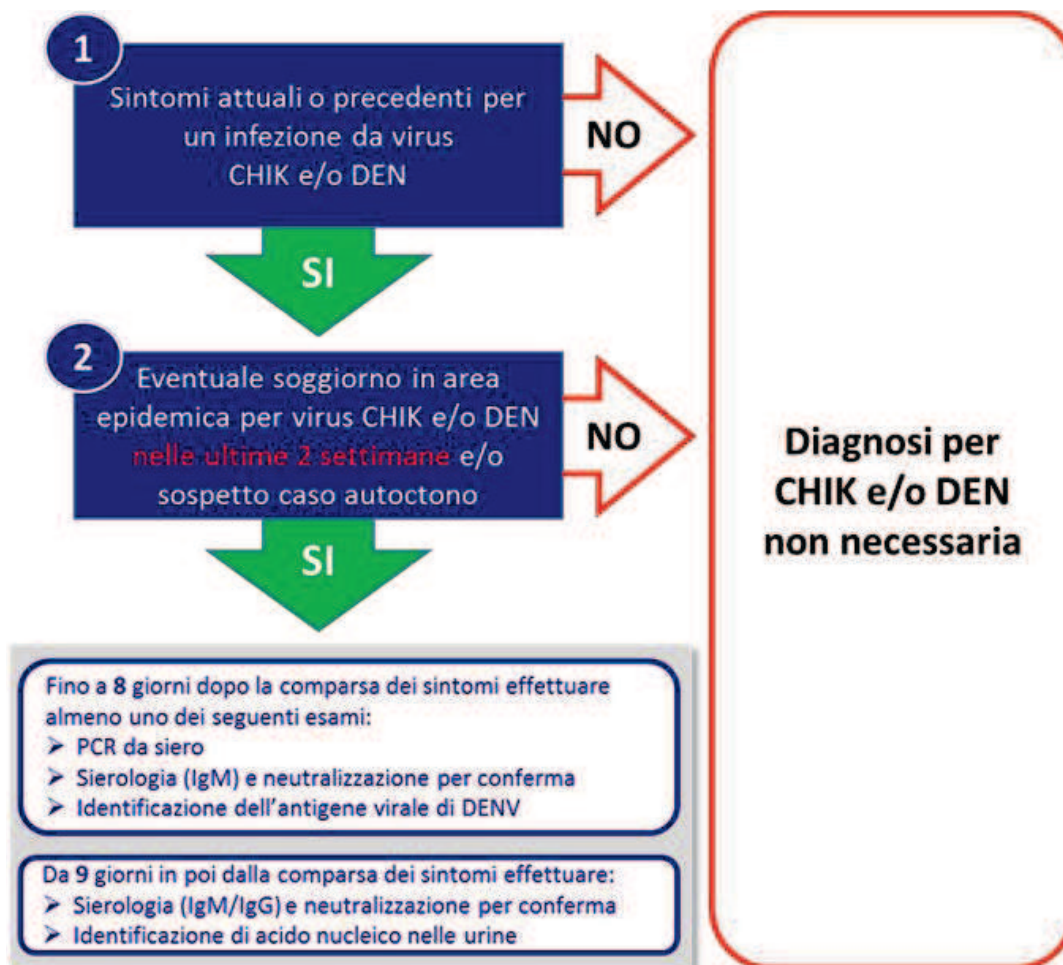 1
Sintomi attuali o precedenti per
un infezione da virus
CHIK e/o DEN
NO
SI
2
Eventuale soggiorno in area
epidemica per virus CHIK e/o DEN
nelle ultime 2 settimane e/o
sospetto caso autoctono
NO
SI
Diagnosi per
CHIK e/o DEN
non necessaria
Fino a 8 giorni dopo la comparsa dei sintomi effettuare
almeno uno dei seguenti esami:
➢ PCR da siero
➢ Sierologia (IgM) e neutralizzazione per conferma
➢ Identificazione dell'antigene virale di DENV
Da 9 giorni in poi dalla comparsa dei sintomi effettuare:
➢ Sierologia (IgM/IgG) e neutralizzazione per conferma
➢ Identificazione di acido nucleico nelle urine